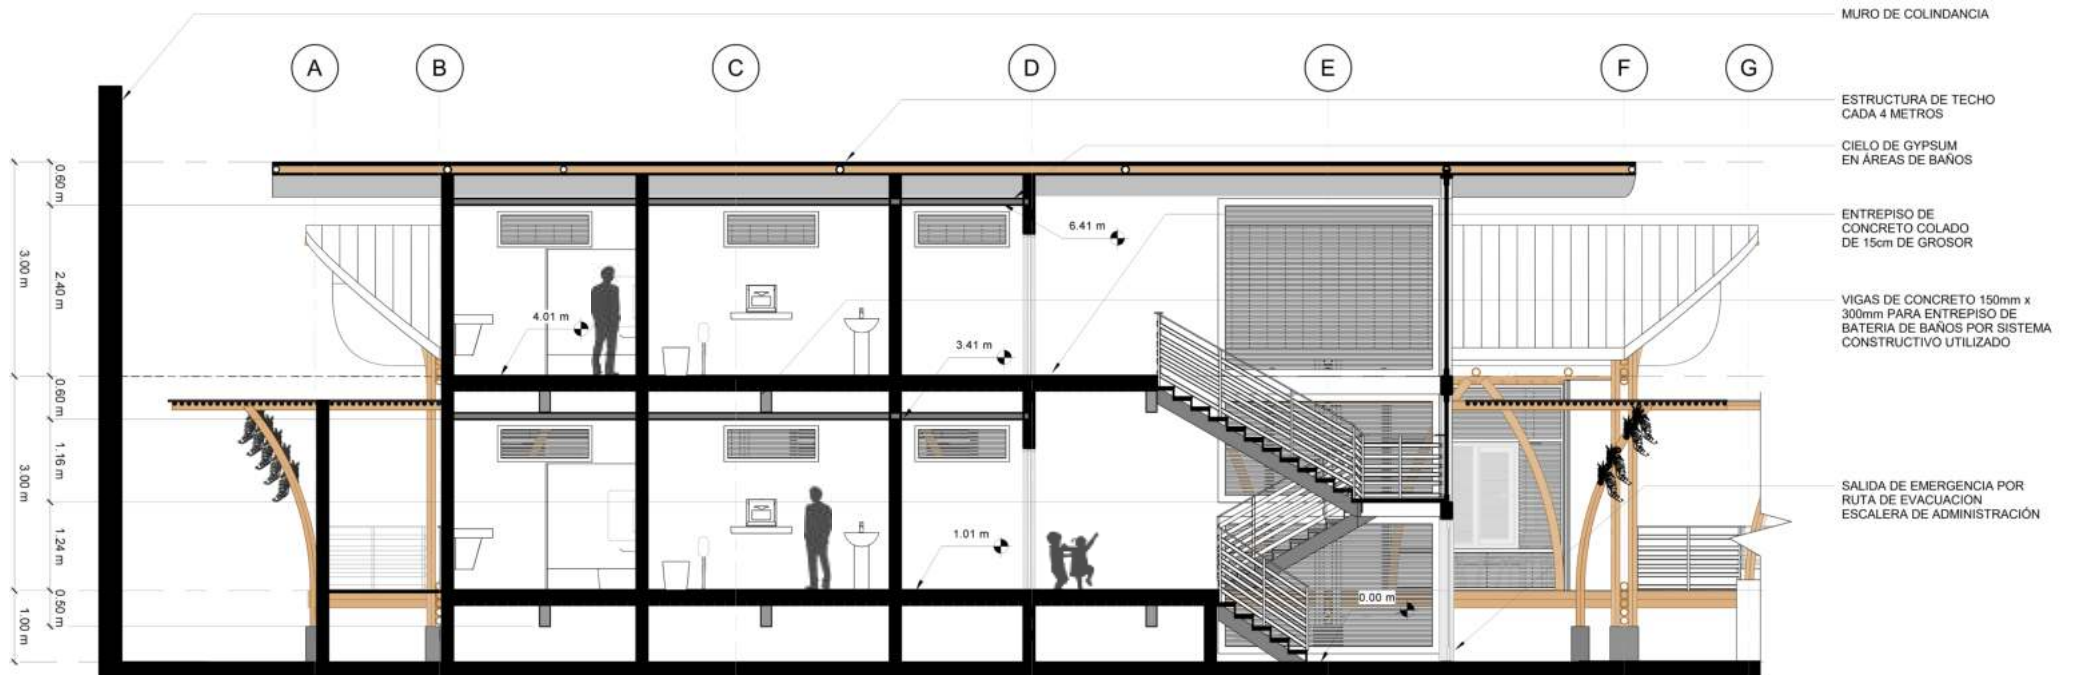 MURO DE COLINDANCIA
A
B
C
D
E
F
G
ESTRUCTURA DE TECHO
CADA 4 METROS
CIELO DE GYPSUM
EN ÁREAS DE BAÑOS
ENTREPISO DE
CONCRETO COLADO
DE 15cm DE GROSOR
VIGAS DE CONCRETO 150mm x
300mm PARA ENTREPISO DE
BATERIA DE BAÑOS POR SISTEMA
CONSTRUCTIVO UTILIZADO
SALIDA DE EMERGENCIA POR
RUTA DE EVACUACION
ESCALERA DE ADMINISTRACIÓN
0.60 m
3.00 m
2.40 m
0.60 m
1.16 m
3.00 m
1.24 m
0.50 m
1.00 m
6.41 m
4.01 m
3.41 m
1.01 m
0.00 m